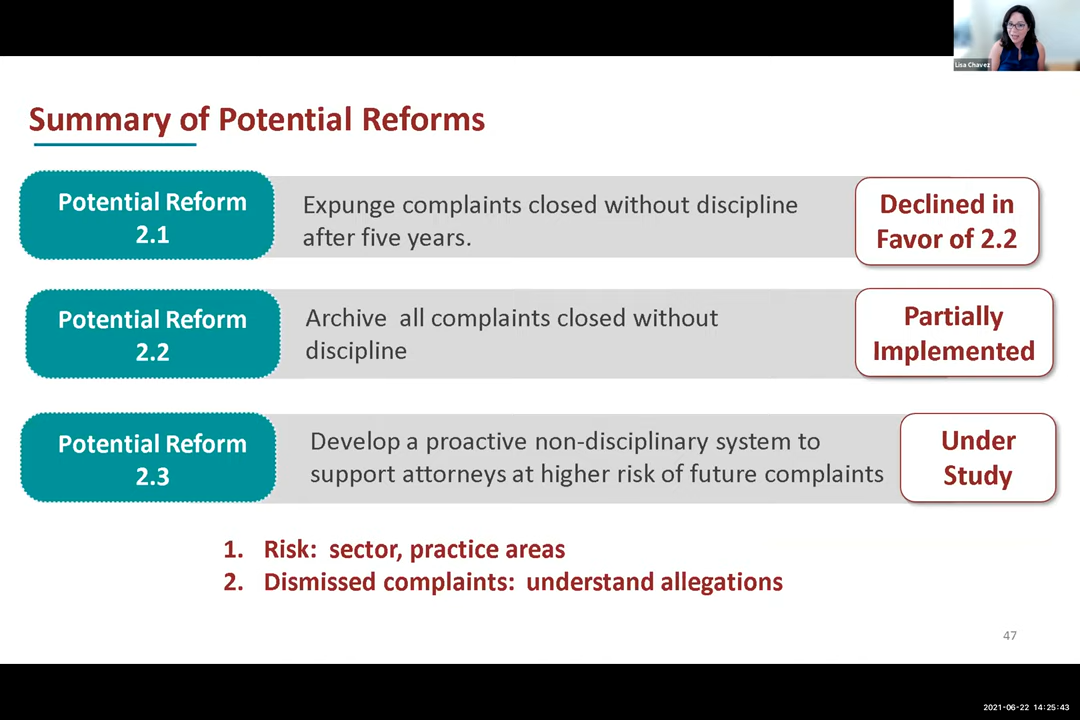 Lisa Chavez
Summary of Potential Reforms
Potential Reform
2.1
Expunge complaints closed without discipline
after five years.
Declined in
Favor of 2.2
Potential Reform
2.2
Archive all complaints closed without
discipline
Partially
Implemented
Potential Reform
2.3
Develop a proactive non-disciplinary system to
support attorneys at higher risk of future complaints
Under
Study
1. Risk: sector, practice areas
2. Dismissed complaints: understand allegations
47
2021-06-22 14:25:43